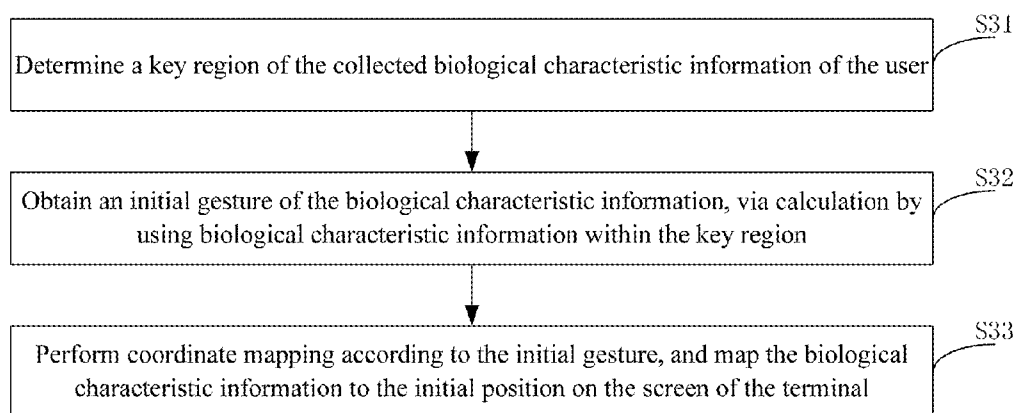 S31
Determine a key region of the collected biological characteristic information of the user
S32
Obtain an initial gesture of the biological characteristic information, via calculation by
using biological characteristic information within the key region
S33
Perform coordinate mapping according to the initial gesture, and map the biological
characteristic information to the initial position on the screen of the terminal